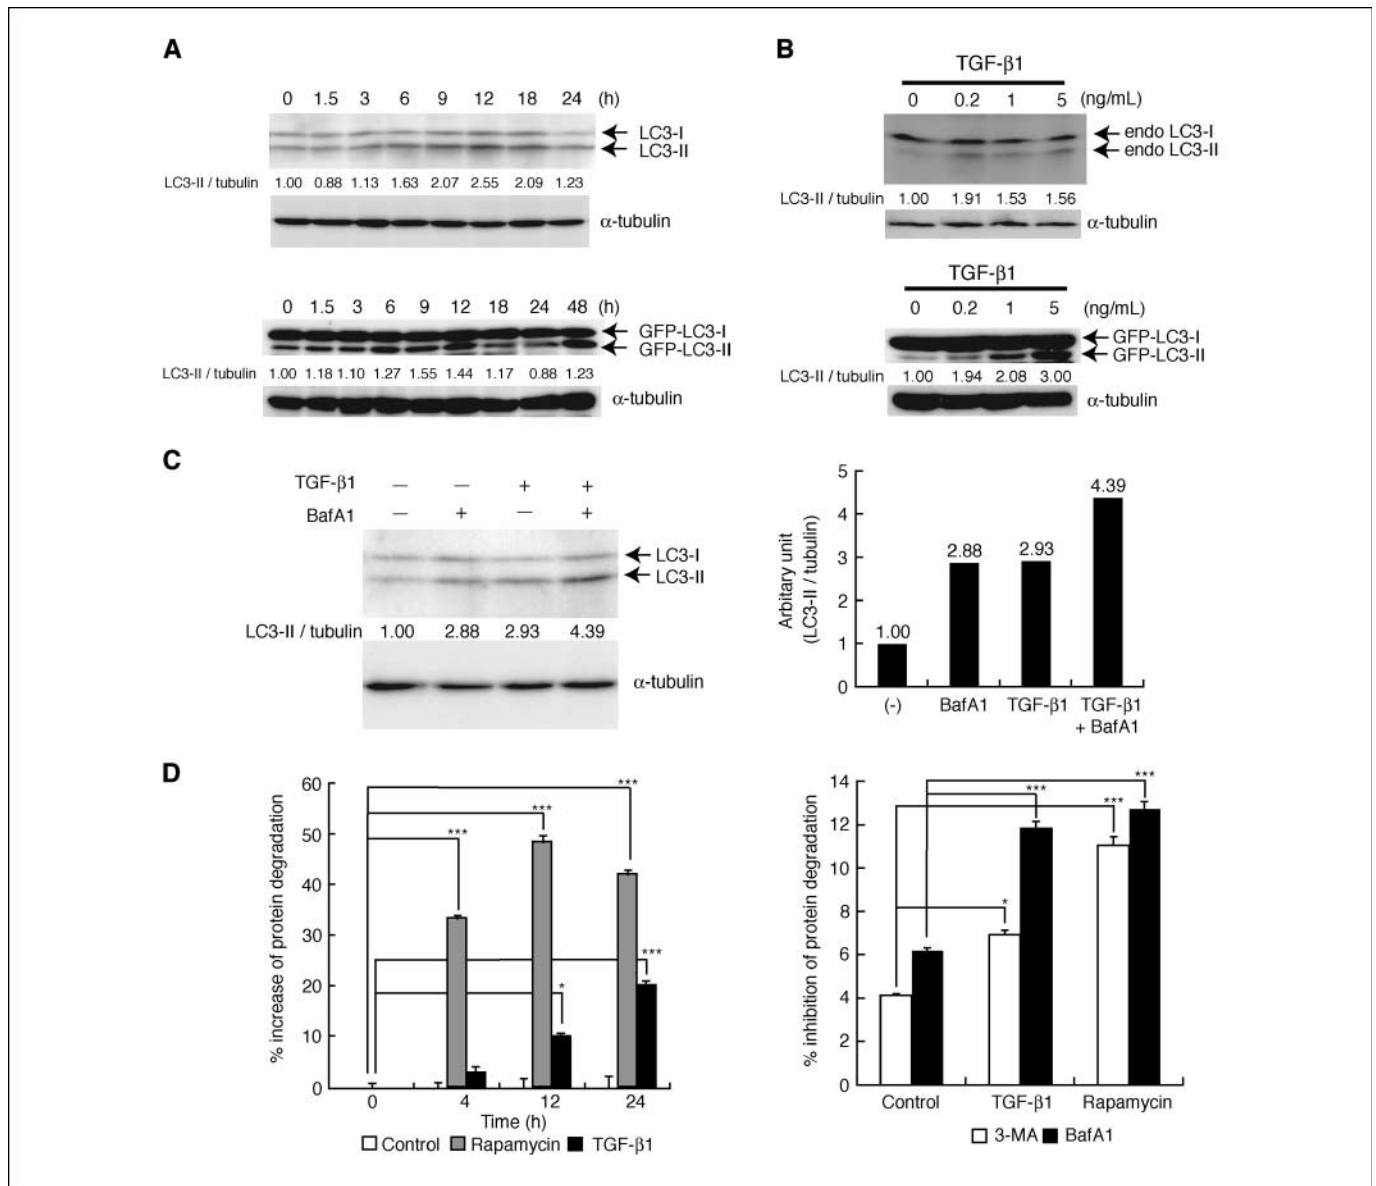 A
0 1.5 3 6 9 12 18 24 (h)
LC3-I
LC3-II
LC3-II / tubulin 1.00 0.88 1.13 1.63 2.07 2.55 2.09 1.23
α-tubulin
0 1.5 3 6 9 12 18 24 48 (h)
GFP-LC3-I
GFP-LC3-II
LC3-II / tubulin 1.00 1.18 1.10 1.27 1.55 1.44 1.17 0.88 1.23
α-tubulin
B
TGF-β1
0 0.2 1 5 (ng/mL)
endo LC3-I
endo LC3-II
LC3-II / tubulin 1.00 1.91 1.53 1.56
α-tubulin
TGF-β1
0 0.2 1 5 (ng/mL)
GFP-LC3-I
GFP-LC3-II
LC3-II / tubulin 1.00 1.94 2.08 3.00
α-tubulin
C
TGF-β1 — — + +
BafA1 — + — +
LC3-I
LC3-II
LC3-II / tubulin 1.00 2.88 2.93 4.39
α-tubulin
Arbitary unit
(LC3-II / tubulin)
5
4
3
2
1
0
1.00
2.88
2.93
4.39
(-) BafA1 TGF-β1 TGF-β1
+ BafA1
D
% increase of protein degradation
60
50
40
30
20
10
0
***
***
***
*
***
0 4 12 24
Time (h)
Control Rapamycin TGF-β1
% inhibition of protein degradation
14
12
10
8
6
4
2
0
***
***
***
*
Control TGF-β1 Rapamycin
3-MA BafA1